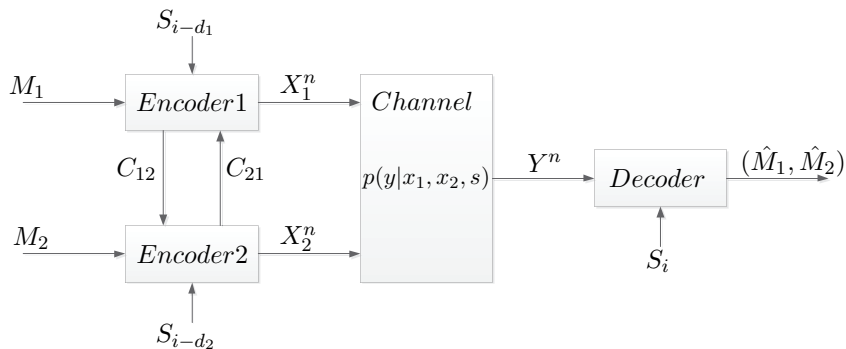 S_{i-d_1}
M_1
Encoder1
X_1^n
Channel
C_{12}
C_{21}
p(y|x_1, x_2, s)
Y^n
Decoder
(\hat{M}_1, \hat{M}_2)
M_2
Encoder2
X_2^n
S_i
S_{i-d_2}